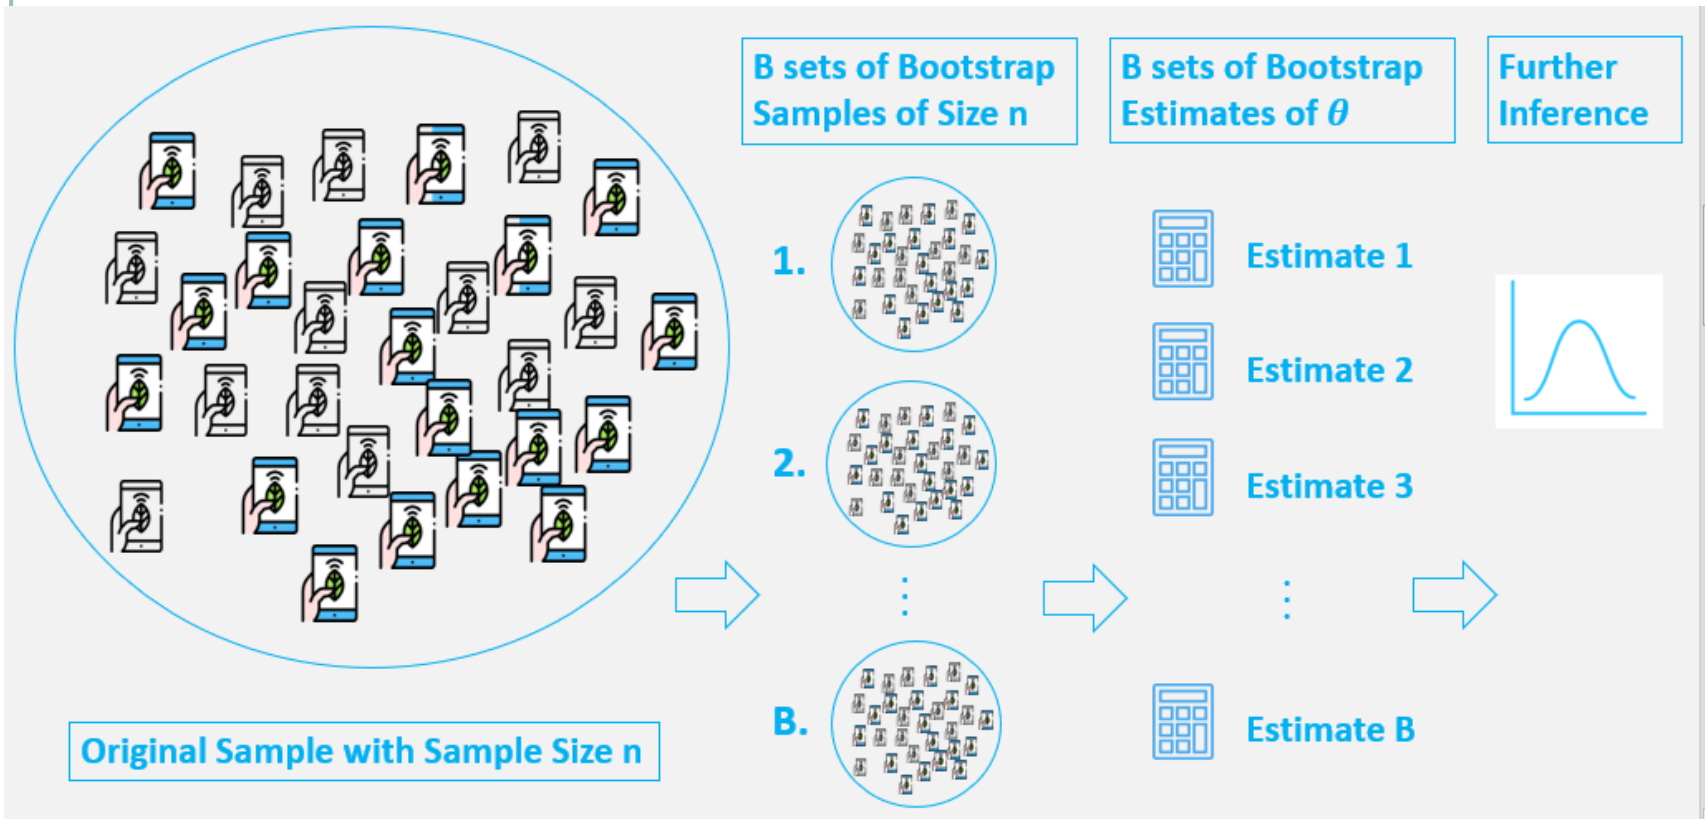 B sets of Bootstrap
Samples of Size n
B sets of Bootstrap
Estimates of θ
Further
Inference
1.
Estimate 1
Estimate 2
2.
Estimate 3
⋮
⋮
B.
Estimate B
Original Sample with Sample Size n